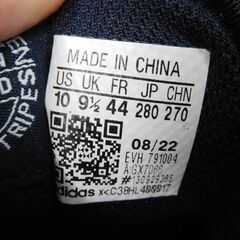 MADE IN CHINA
US UK FR JP CHN
10 9½ 44 280 270
08/22
EVH 791004
TRIPES
adidas